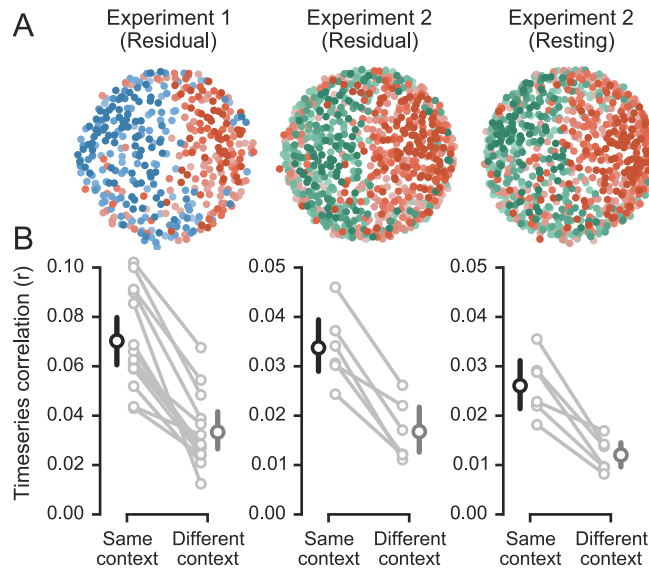 A
Experiment 1
(Residual)
Experiment 2
(Residual)
Experiment 2
(Resting)
B
Timeseries correlation (r)
0.10
0.08
0.06
0.04
0.02
0.00
Same
context
Different
context
0.05
0.04
0.03
0.02
0.01
0.00
Same
context
Different
context
0.05
0.04
0.03
0.02
0.01
0.00
Same
context
Different
context